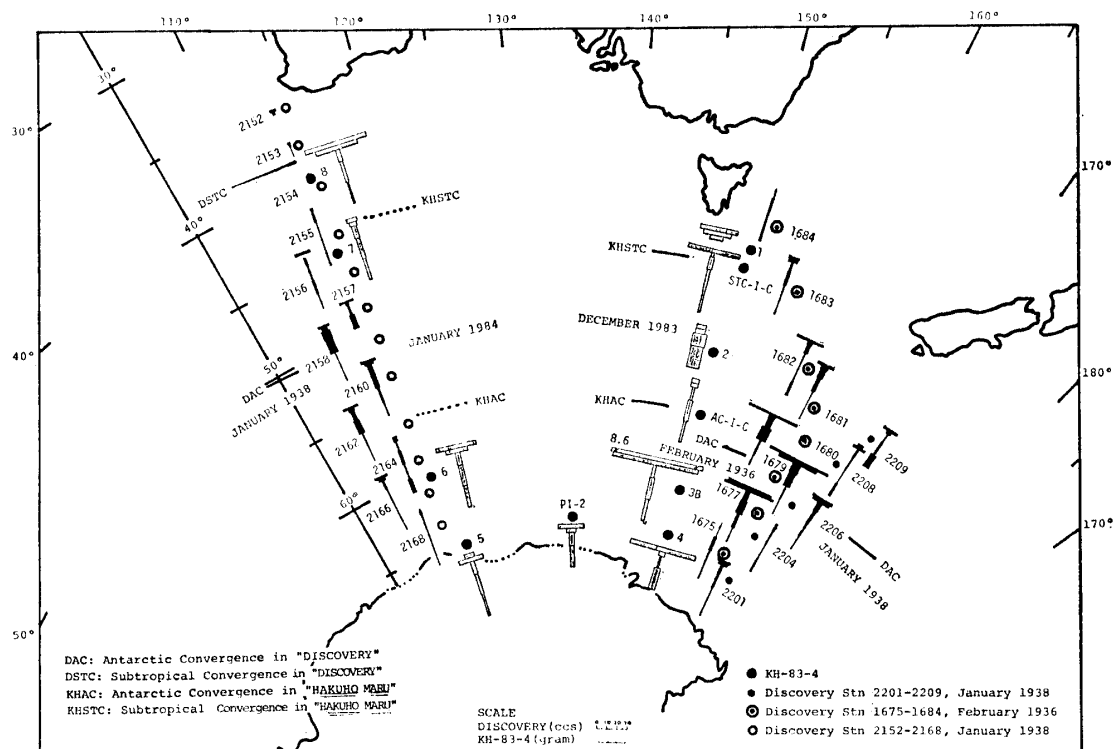 110°
120°
130°
140°
150°
160°
30°
30°
170°
40°
40°
180°
50°
60°
170°
50°
2152
2153
8
DSTC
2154
KHSTC
2155
7
2156
2157
JANUARY 1984
2158
DAC
JANUARY 1938
2160
KHAC
2162
2164
6
2166
2168
5
PI-2
1684
1
KHSTC
STC-I-C
1683
DECEMBER 1983
2
1682
KHAC
AC-I-C
1681
8.6
DAC
FEBRUARY 1936
1680
1679
2209
2208
3B
1677
1675
4
2206
DAC
2204
JANUARY 1938
2201
DAC: Antarctic Convergence in "DISCOVERY"
DSTC: Subtropical Convergence in "DISCOVERY"
KHAC: Antarctic Convergence in "HAKUHO MARU"
KHSTC: Subtropical Convergence in "HAKUHO MARU"
SCALE
DISCOVERY(ccs)
KH-83-4(gram)
KH-83-4
Discovery Stn 2201-2209, January 1938
Discovery Stn 1675-1684, February 1936
Discovery Stn 2152-2168, January 1938